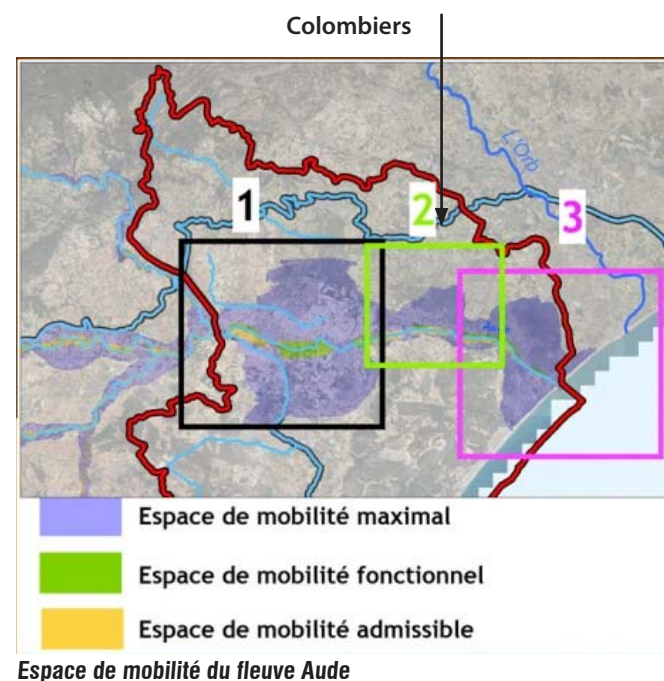 Colombiers
L'Orb
1
2
3
Aude
Espace de mobilité maximal
Espace de mobilité fonctionnel
Espace de mobilité admissible
Espace de mobilité du fleuve Aude